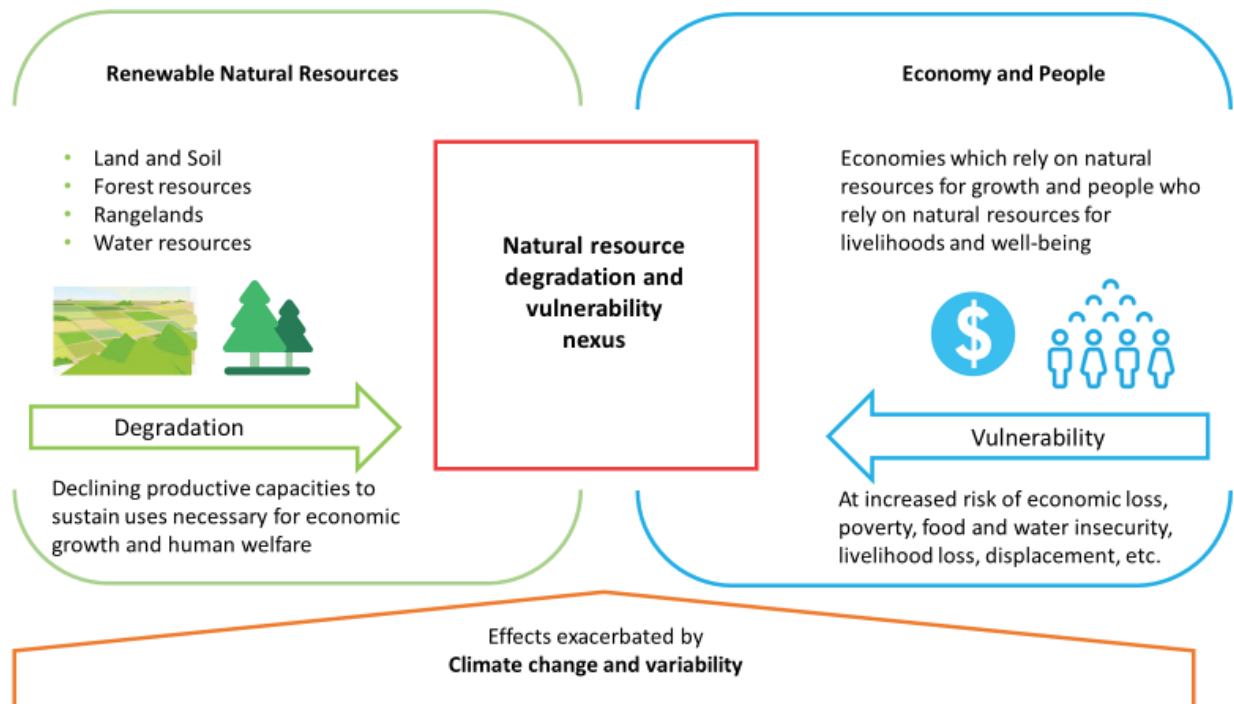 Renewable Natural Resources
• Land and Soil
• Forest resources
• Rangelands
• Water resources
Degradation
Declining productive capacities to
sustain uses necessary for economic
growth and human welfare
Natural resource
degradation and
vulnerability
nexus
Economy and People
Economies which rely on natural
resources for growth and people who
rely on natural resources for
livelihoods and well-being
$
Vulnerability
At increased risk of economic loss,
poverty, food and water insecurity,
livelihood loss, displacement, etc.
Effects exacerbated by
Climate change and variability